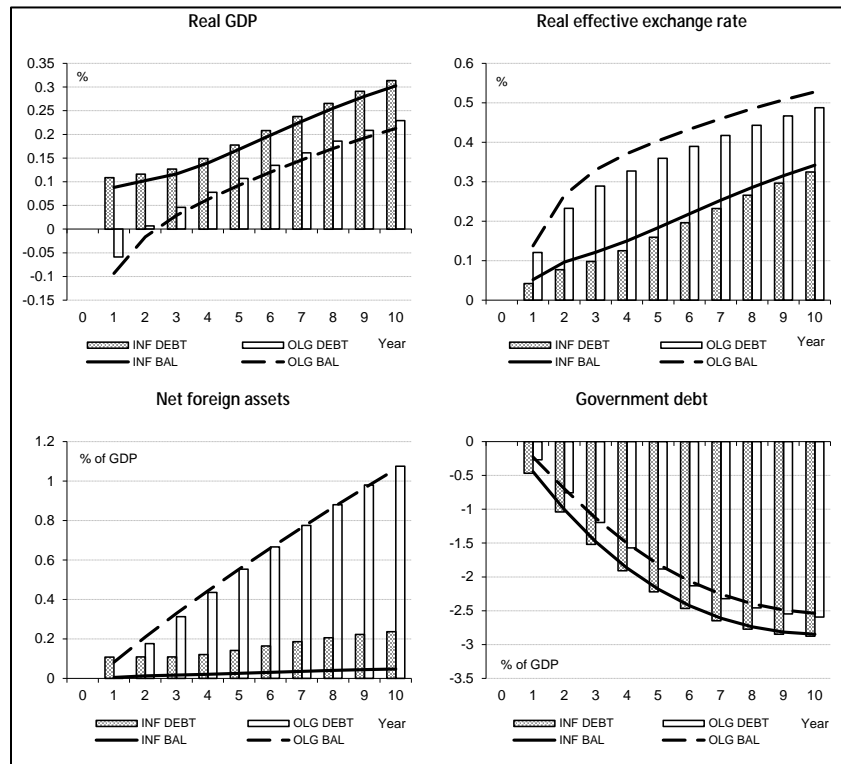 Real GDP
0.35
0.3
0.25
0.2
0.15
0.1
0.05
0
-0.05
-0.1
-0.15
%
0 1 2 3 4 5 6 7 8 9 10
INF DEBT OLG DEBT Year
INF BAL OLG BAL
Real effective exchange rate
0.6
0.5
0.4
0.3
0.2
0.1
0
%
0 1 2 3 4 5 6 7 8 9 10
INF DEBT OLG DEBT Year
INF BAL OLG BAL
Net foreign assets
1.2
1
0.8
0.6
0.4
0.2
0
% of GDP
0 1 2 3 4 5 6 7 8 9 10
INF DEBT OLG DEBT Year
INF BAL OLG BAL
Government debt
0
-0.5
-1
-1.5
-2
-2.5
-3
-3.5
% of GDP
0 1 2 3 4 5 6 7 8 9 10
INF DEBT OLG DEBT Year
INF BAL OLG BAL